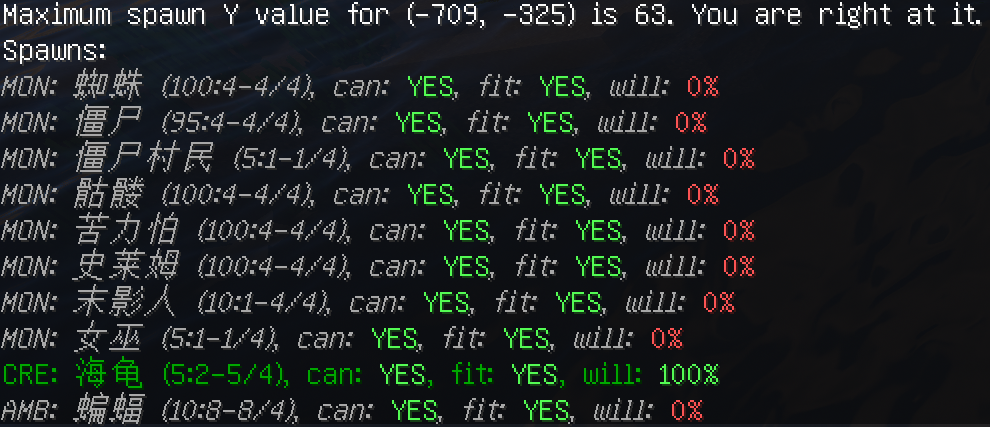 Maximum spawn Y value for (-709, -325) is 63. You are right at it.
Spawns:
MON: 蜘蛛 (100:4-4/4), can: YES, fit: YES, will: 0%
MON: 僵尸 (95:4-4/4), can: YES, fit: YES, will: 0%
MON: 僵尸村民 (5:1-1/4), can: YES, fit: YES, will: 0%
MON: 骷髅 (100:4-4/4), can: YES, fit: YES, will: 0%
MON: 苦力怕 (100:4-4/4), can: YES, fit: YES, will: 0%
MON: 史莱姆 (100:4-4/4), can: YES, fit: YES, will: 0%
MON: 末影人 (10:1-4/4), can: YES, fit: YES, will: 0%
MON: 女巫 (5:1-1/4), can: YES, fit: YES, will: 0%
CRE: 海龟 (5:2-5/4), can: YES, fit: YES, will: 100%
AMB: 蝙蝠 (10:8-8/4), can: YES, fit: YES, will: 0%